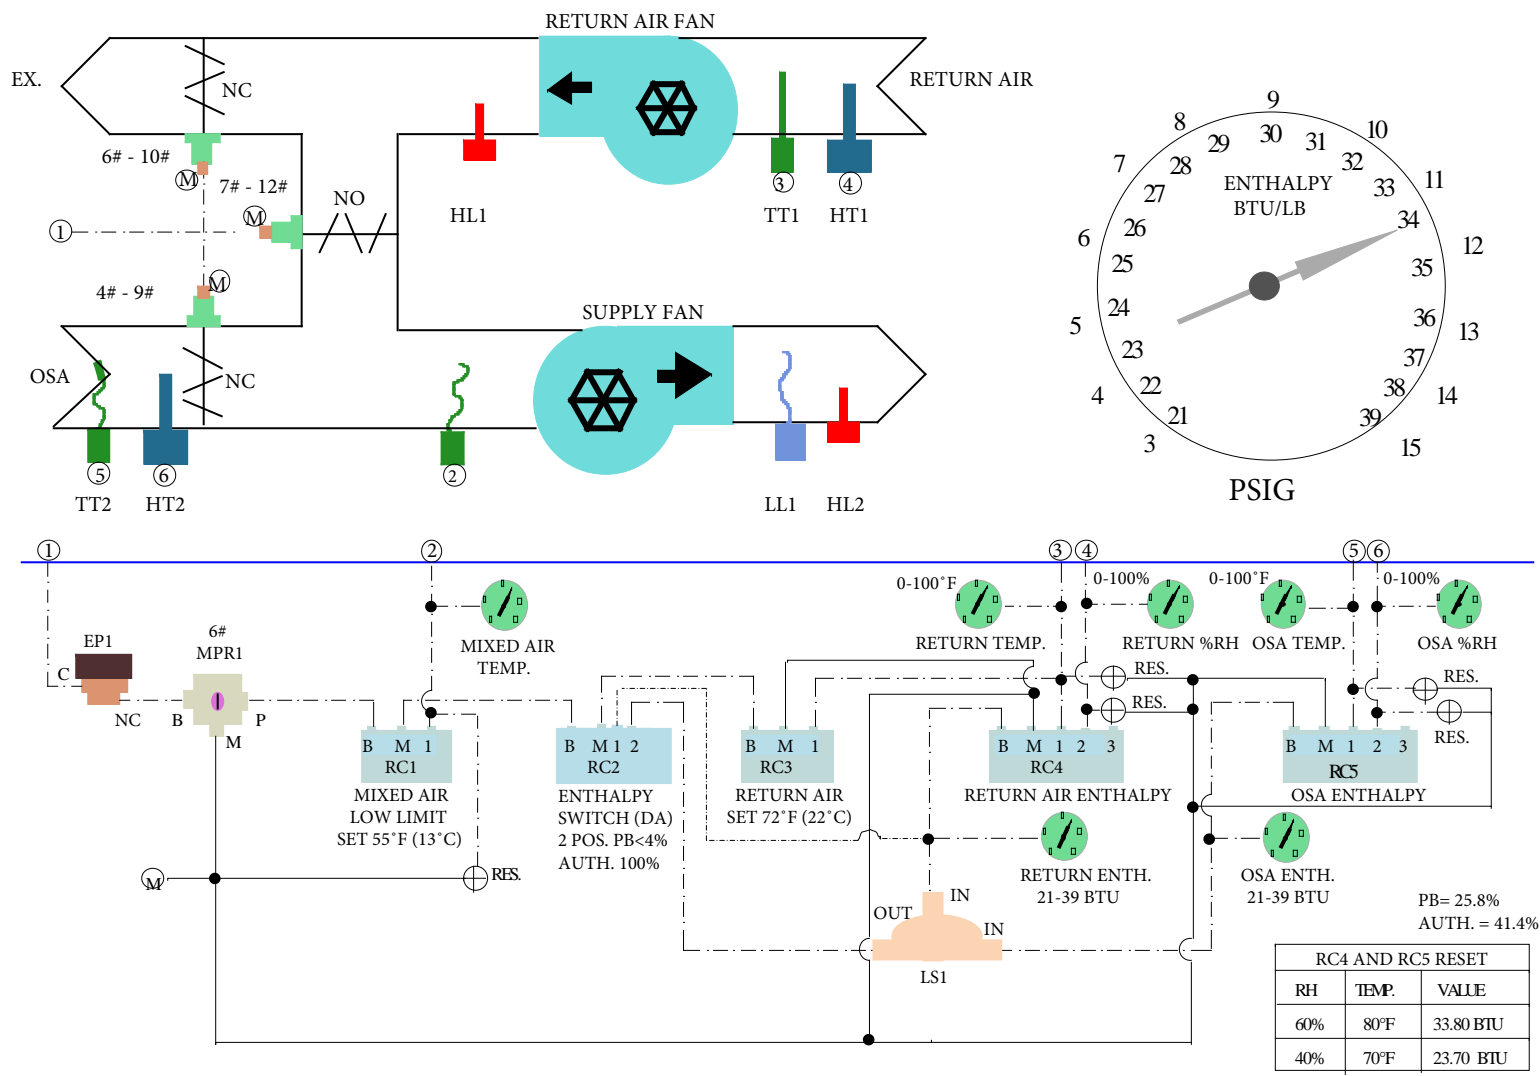 RETURN AIR FAN
EX.
NC
RETURN AIR
6# - 10#
M
7# - 12#
NO
M
1
HL1
3
TT1
4
HT1
M
4# - 9#
SUPPLY FAN
OSA
NC
5
TT2
6
HT2
2
LL1
HL2
9
8
10
30
29
31
7
28
32
ENTHALPY
BTU/LB
27
33
11
34
6
26
12
25
35
24
36
5
13
23
37
22
38
4
14
21
39
3
15
PSIG
1
2
3
4
5
6
0-100°F
0-100%
0-100°F
0-100%
MIXED AIR
TEMP.
RETURN TEMP.
RETURN %RH
OSA TEMP.
OSA %RH
EP1
C
NC
6#
MPR1
B
P
M
RES.
RES.
RES.
RES.
B M 1
RC1
MIXED AIR
LOW LIMIT
SET 55°F (13°C)
B M 1 2
RC2
ENTHALPY
SWITCH (DA)
2 POS. PB<4%
AUTH. 100%
B M 1
RC3
RETURN AIR
SET 72°F (22°C)
B M 1 2 3
RC4
RETURN AIR ENTHALPY
B M 1 2 3
RC5
OSA ENTHALPY
M
RES.
RETURN ENTH.
21-39 BTU
OSA ENTH.
21-39 BTU
OUT
IN
IN
LS1
PB= 25.8%
AUTH. = 41.4%
RC4 AND RC5 RESET
RH TEMP. VALUE
60% 80°F 33.80 BTU
40% 70°F 23.70 BTU